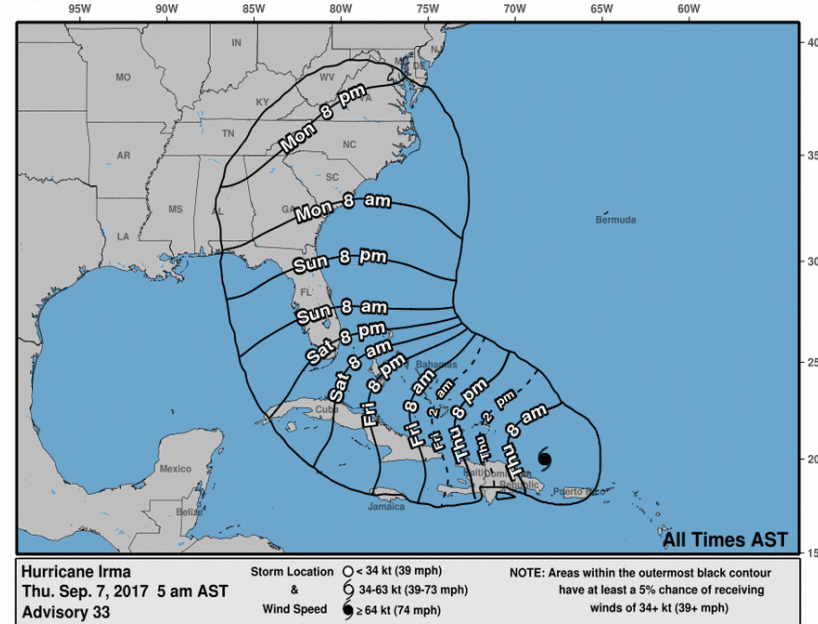 95W 90W 85W 80W 75W 70W 65W 60W
40
35
30
25
20
15
IN
NJ
MO
WV
DE
KY
VA
TN
NC
AR
SC
MS
AL
GA
LA
FL
Bermuda
Mon 8 pm
Mon 8 am
Sun 8 pm
Sun 8 am
Sat 8 pm
Sat 8 am
Fri 8 pm
Fri 8 am
Fri 2 am
Thu 8 pm
Thu 2 pm
Thu 8 am
Bahamas
Cuba
Mexico
Belize
Jamaica
Haiti
Dominican
Republic
Puerto Rico
All Times AST
Hurricane Irma
Thu. Sep. 7, 2017 5 am AST
Advisory 33
Storm Location
&
Wind Speed
< 34 kt (39 mph)
34-63 kt (39-73 mph)
≥ 64 kt (74 mph)
NOTE: Areas within the outermost black contour
have at least a 5% chance of receiving
winds of 34+ kt (39+ mph)